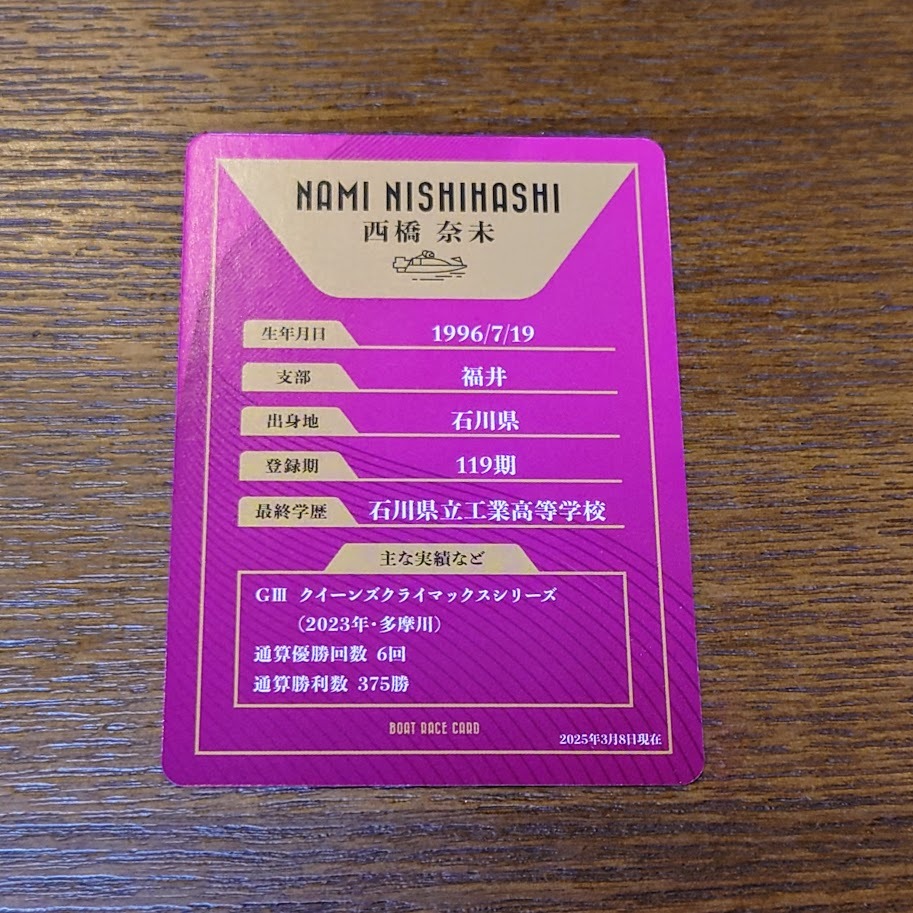 NAMI NISHIHASHI
西橋 奈未
生年月日 1996/7/19
支部 福井
出身地 石川県
登録期 119期
最終学歴 石川県立工業高等学校
主な実績など
GⅢ クイーンズクライマックスシリーズ
（2023年・多摩川）
通算優勝回数 6回
通算勝利数 375勝
BOAT RACE CARD
2025年3月8日現在